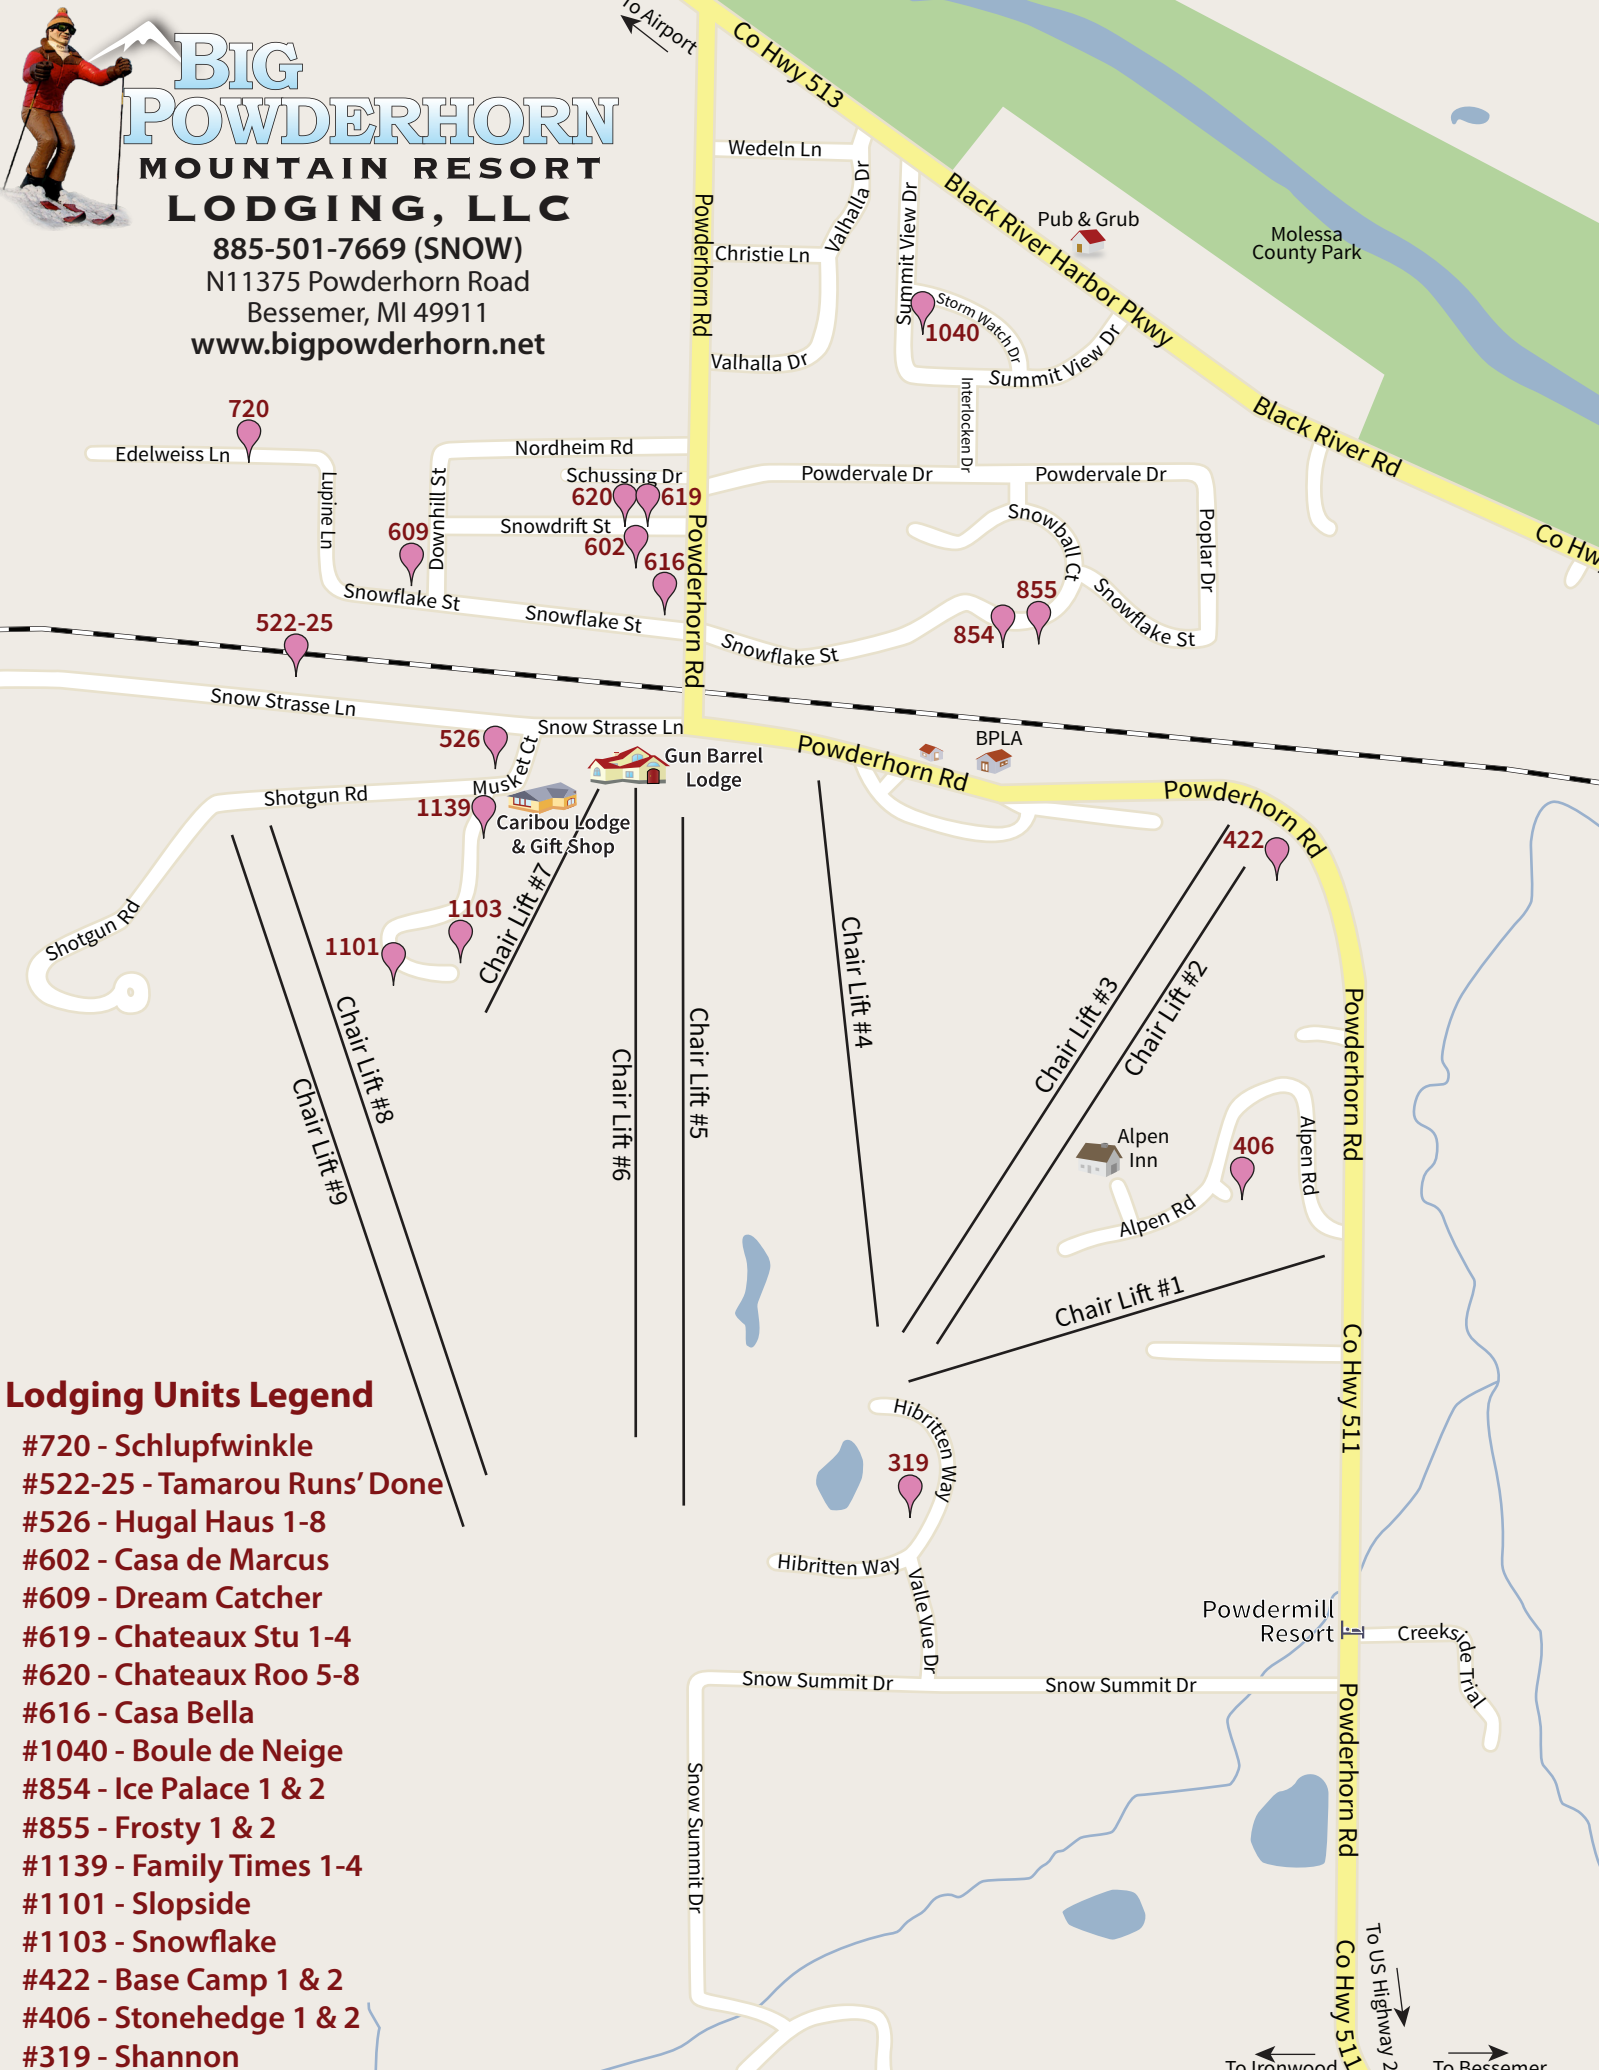 To Airport
Co Hwy 513
BIG
POWDERHORN
MOUNTAIN RESORT
LODGING, LLC
885-501-7669 (SNOW)
N11375 Powderhorn Road
Bessemer, MI 49911
www.bigpowderhorn.net
Wedeln Ln
Valhalla Dr
Christie Ln
Valhalla Dr
Powderhorn Rd
Summit View Dr
Black River Harbor Pkwy
Pub & Grub
Molessa
County Park
Storm Watch Dr
1040
Summit View Dr
Interlocken Dr
Black River Rd
Co Hw
720
Edelweiss Ln
Lupine Ln
Nordheim Rd
Downhill St
Schussing Dr
620
619
Snowdrift St
602
609
616
Powderhorn Rd
Powdervale Dr
Powdervale Dr
Snowball Ct
Poplar Dr
Snowflake St
Snowflake St
Snowflake St
Snowflake St
855
854
522-25
Snow Strasse Ln
Snow Strasse Ln
526
Musket Ct
Gun Barrel
Lodge
BPLA
Powderhorn Rd
Powderhorn Rd
Shotgun Rd
1139
Caribou Lodge
& Gift Shop
422
Shotgun Rd
1103
1101
Chair Lift #7
Chair Lift #4
Chair Lift #3
Chair Lift #2
Chair Lift #8
Chair Lift #9
Chair Lift #6
Chair Lift #5
Powderhorn Rd
Alpen
Inn
406
Alpen Rd
Alpen Rd
Chair Lift #1
Co Hwy 511
Hibritten Way
319
Hibritten Way
Valle Vue Dr
Powdermill
Resort
Creekside Trial
Snow Summit Dr
Snow Summit Dr
Snow Summit Dr
Powderhorn Rd
Co Hwy 511
To US Highway 2
To Ironwood
To Bessemer
Lodging Units Legend
#720 - Schlupfwinkle
#522-25 - Tamarou Runs' Done
#526 - Hugal Haus 1-8
#602 - Casa de Marcus
#609 - Dream Catcher
#619 - Chateaux Stu 1-4
#620 - Chateaux Roo 5-8
#616 - Casa Bella
#1040 - Boule de Neige
#854 - Ice Palace 1 & 2
#855 - Frosty 1 & 2
#1139 - Family Times 1-4
#1101 - Slopside
#1103 - Snowflake
#422 - Base Camp 1 & 2
#406 - Stonehedge 1 & 2
#319 - Shannon